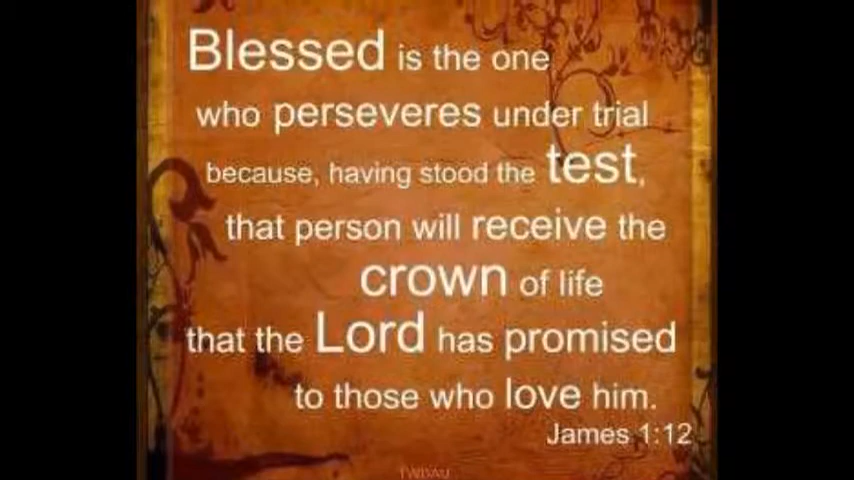 Blessed is the one
who perseveres under trial
because, having stood the test,
that person will receive the
crown of life
that the Lord has promised
to those who love him.
James 1:12